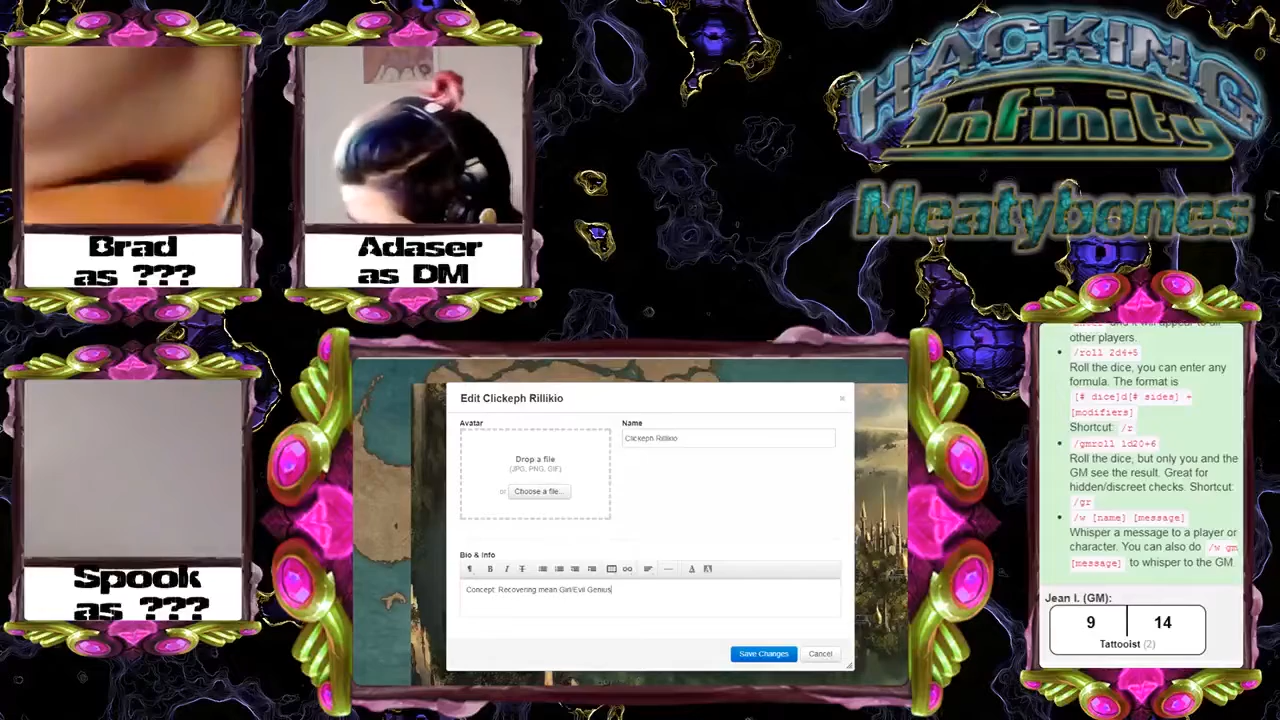 HACKING
Infinity
Meatybones
Brad
as ???
Adaser
as DM
Spook
as ???
Edit Clickeph Rillikio
×
Avatar
Name
Drop a file
(JPG, PNG, GIF)
or Choose a file...
Clickeph Rillikio
Bio & Info
Concept: Recovering mean Girl/Evil Genius
Save Changes
Cancel
other players.
/roll 2d4+5
Roll the dice, you can enter any
formula. The format is
[# dice]d[# sides] +
[modifiers]
Shortcut: /r
/gmroll 1d20+6
Roll the dice, but only you and the
GM see the result. Great for
hidden/discreet checks. Shortcut:
/gr
/w [name] [message]
Whisper a message to a player or
character. You can also do /w gm
[message] to whisper to the GM
Jean I. (GM):
9 14
Tattooist (2)